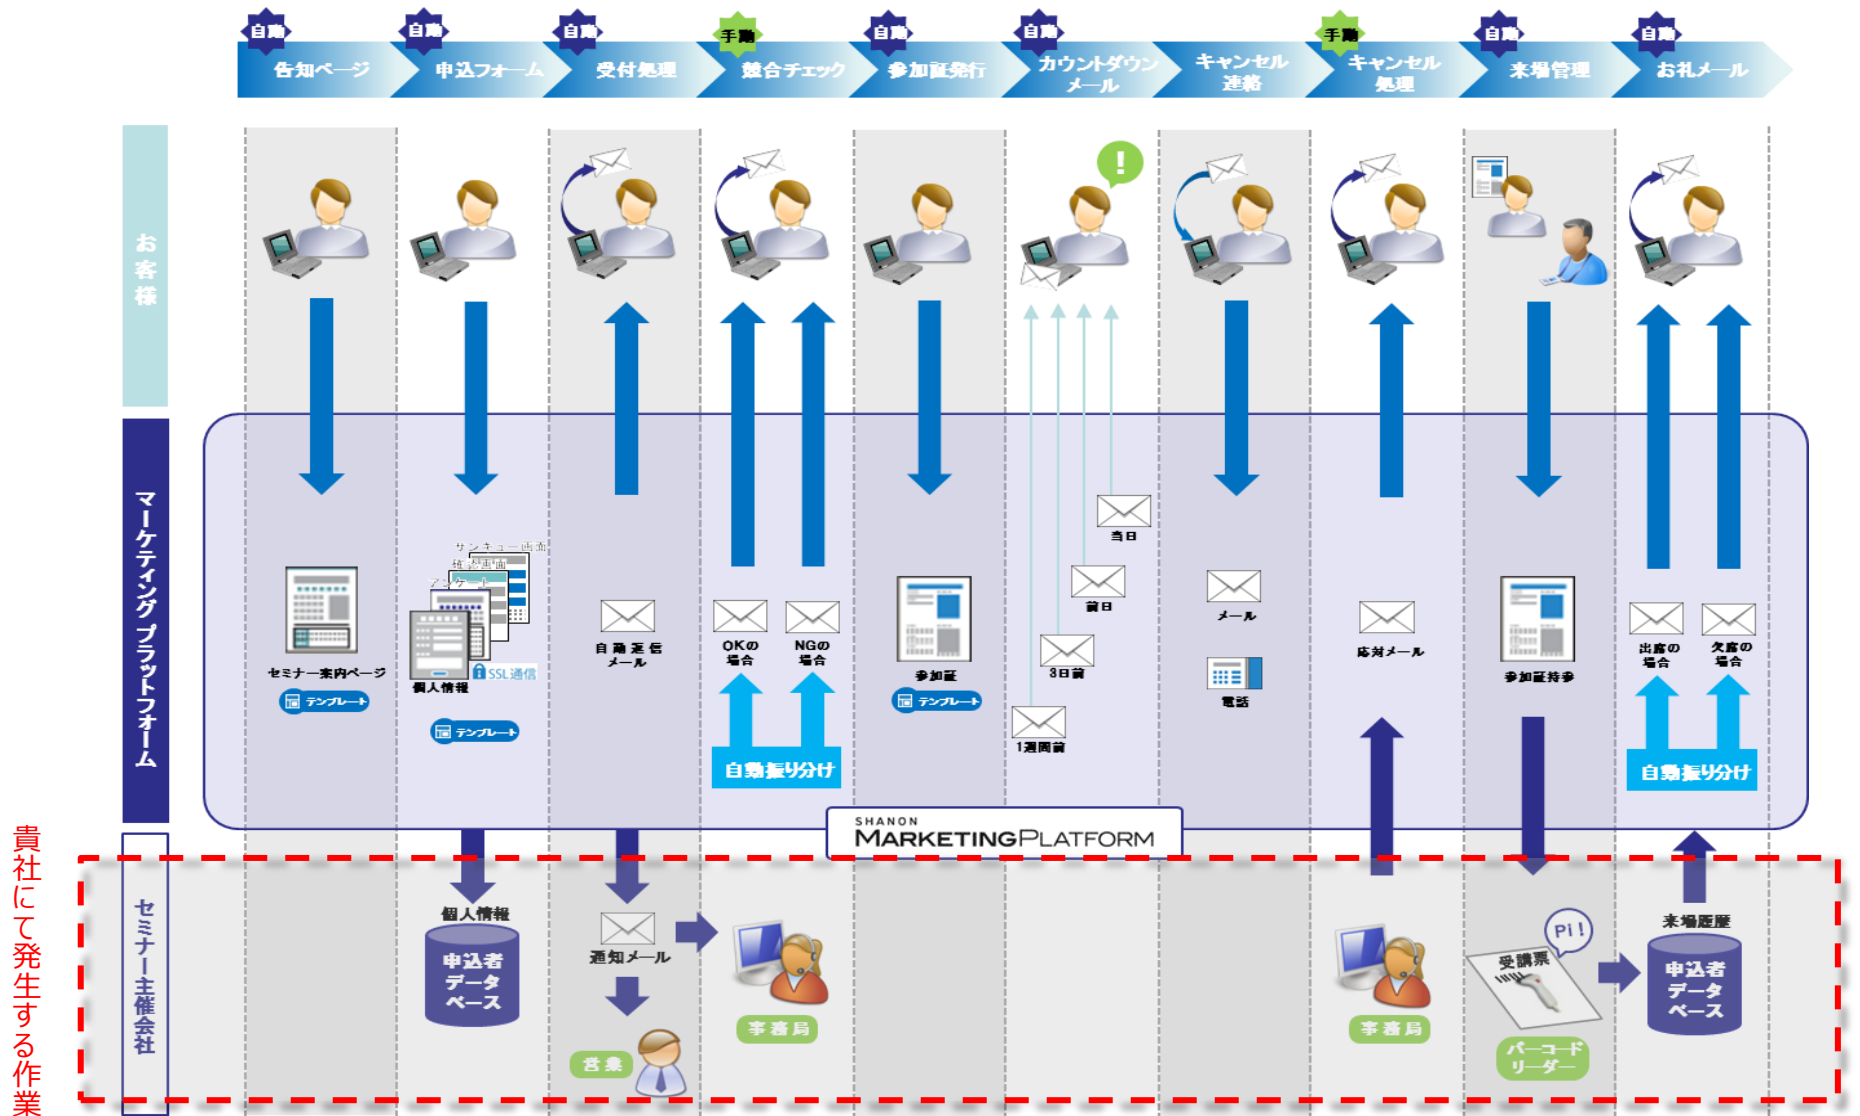 自動
自動
自動
手動
自動
自動
手動
自動
自動
告知ページ
申込フォーム
受付処理
競合チェック
参加証発行
カウントダウン
メール
キャンセル
連絡
キャンセル
処理
来場管理
お礼メール
お客様
!
マーケティング プラットフォーム
セミナー案内ページ
テンプレート
サンキュー画面
確認画面
アンケート
SSL通信
個人情報
テンプレート
自動返信
メール
OKの
場合
NGの
場合
自動振り分け
参加証
テンプレート
当日
前日
3日前
1週間前
メール
電話
応対メール
参加証持参
出席の
場合
欠席の
場合
自動振り分け
SHANON
MARKETINGPLATFORM
貴社にて発生する作業
セミナー主催会社
個人情報
申込者
データ
ベース
通知メール
営業
事務局
事務局
Pi!
受講票
バーコード
リーダー
来場履歴
申込者
データ
ベース